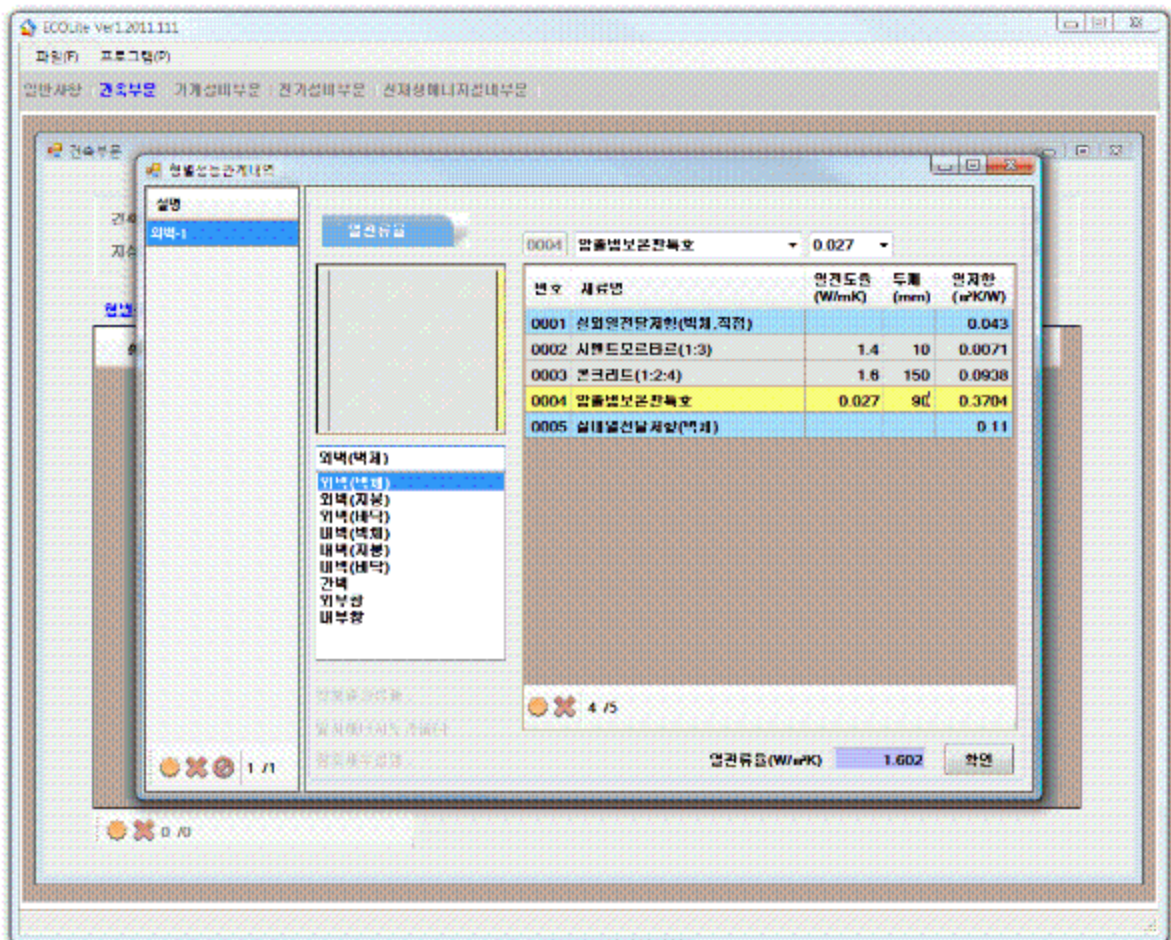 ECOLite Ver1.2011.111
파일(F) 프로그램(P)
일반사항 건축부문 기계설비부문 전기설비부문 신재생에너지설비부문
건축부문
형별성능관계내역
설명
외벽-1
열관류율
0004 압출법보온판특호 0.027
번호 재료명 열전도율 (W/mK) 두께 (mm) 열저항 (㎡K/W)
0001 실외열전달저항(벽체,직접) 0.043
0002 시멘트모르타르(1:3) 1.4 10 0.0071
0003 콘크리트(1:2:4) 1.6 150 0.0938
0004 압출법보온판특호 0.027 90 0.3704
0005 실내열전달저항(벽체) 0.11
외벽(벽체)
외벽(벽체)
외벽(지붕)
외벽(바닥)
내벽(벽체)
내벽(지붕)
내벽(바닥)
간벽
외부창
내부창
4 /5
열관류율(W/㎡K) 1.602 확인
1 /1
0 /0